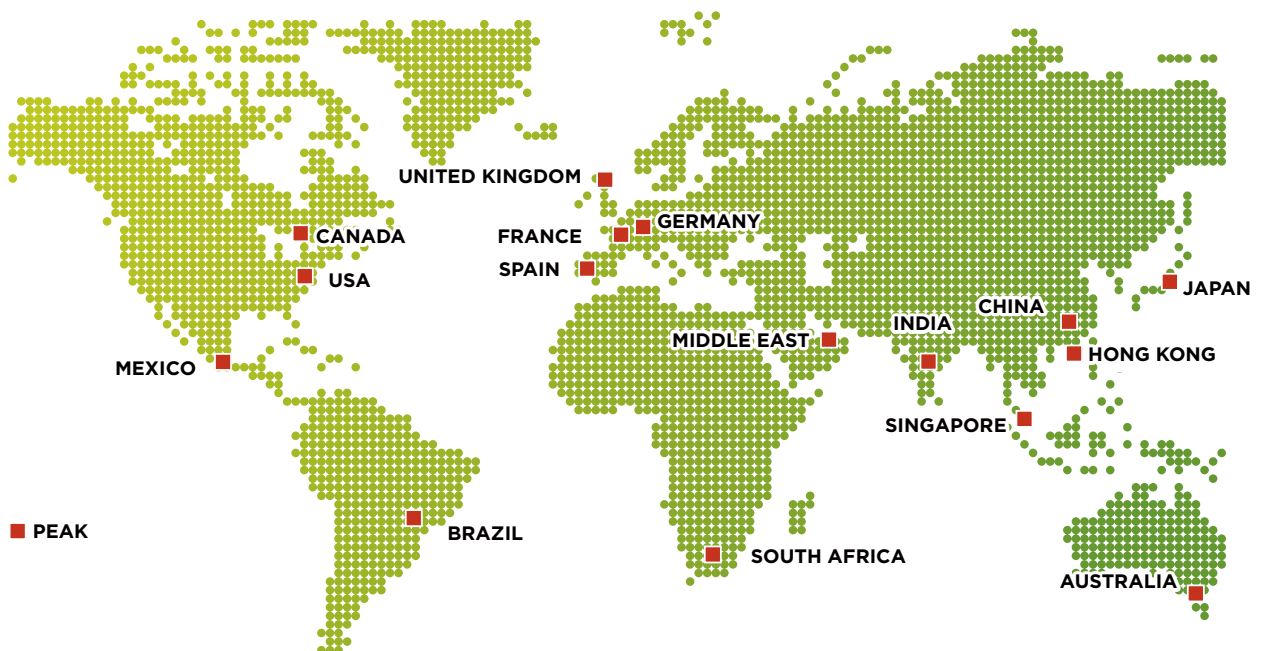 UNITED KINGDOM
GERMANY
CANADA
FRANCE
SPAIN
USA
JAPAN
CHINA
INDIA
MIDDLE EAST
HONG KONG
MEXICO
SINGAPORE
PEAK
BRAZIL
SOUTH AFRICA
AUSTRALIA